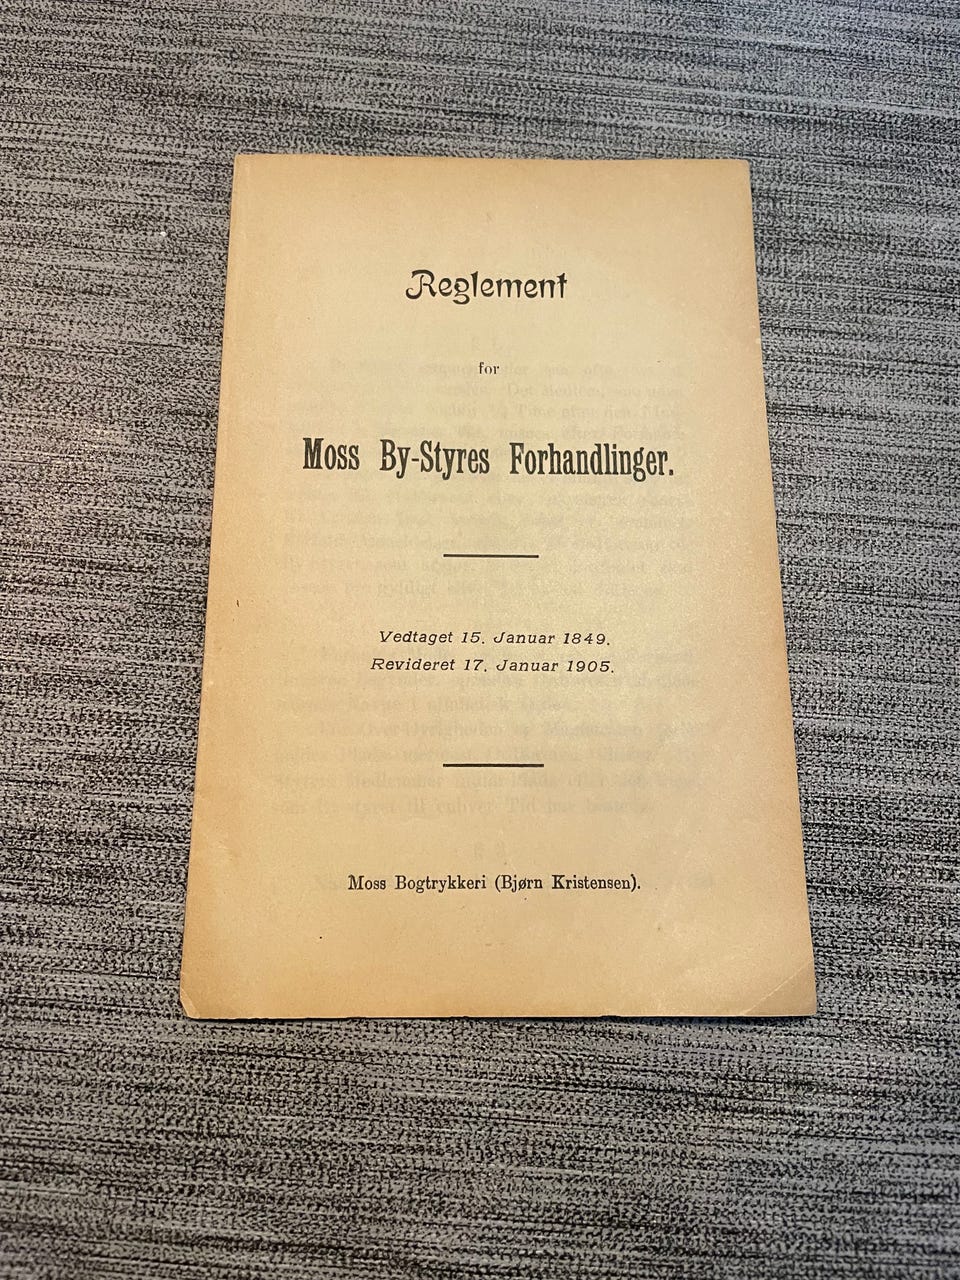 Reglement
for
Moss By-Styres Forhandlinger.
Vedtaget 15. Januar 1849.
Revideret 17. Januar 1905.
Moss Bogtrykkeri (Bjørn Kristensen).